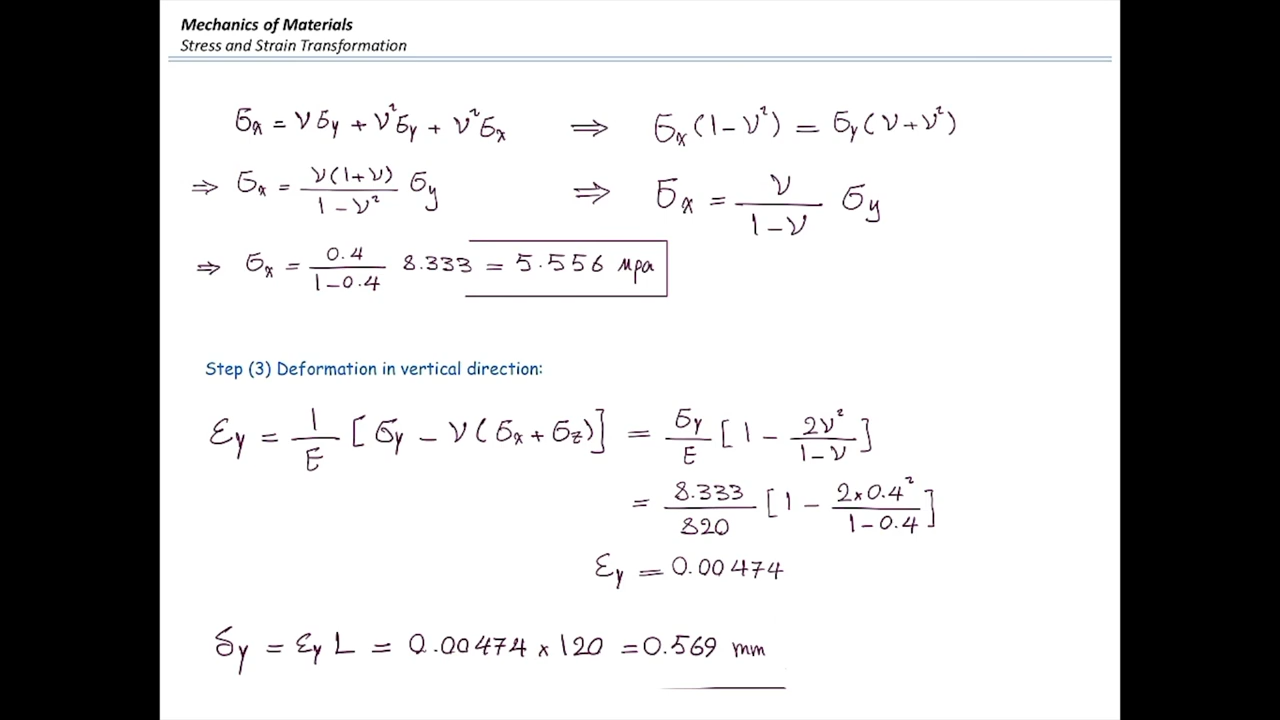 Mechanics of Materials
Stress and Strain Transformation
σx = ν σy + ν² σy + ν² σx ⇒ σx (1 - ν²) = σy (ν + ν²)
⇒ σx = ν(1+ν) / 1 - ν² σy ⇒ σx = ν / 1 - ν σy
⇒ σx = 0.4 / 1 - 0.4 8.333 = 5.556 Mpa
Step (3) Deformation in vertical direction:
εy = 1 / E [ σy - ν ( σx + σz )] = σy / E [ 1 - 2ν² / 1 - ν ]
= 8.333 / 820 [ 1 - 2 × 0.4² / 1 - 0.4 ]
εy = 0.00474
δy = εy L = 0.00474 × 120 = 0.569 mm